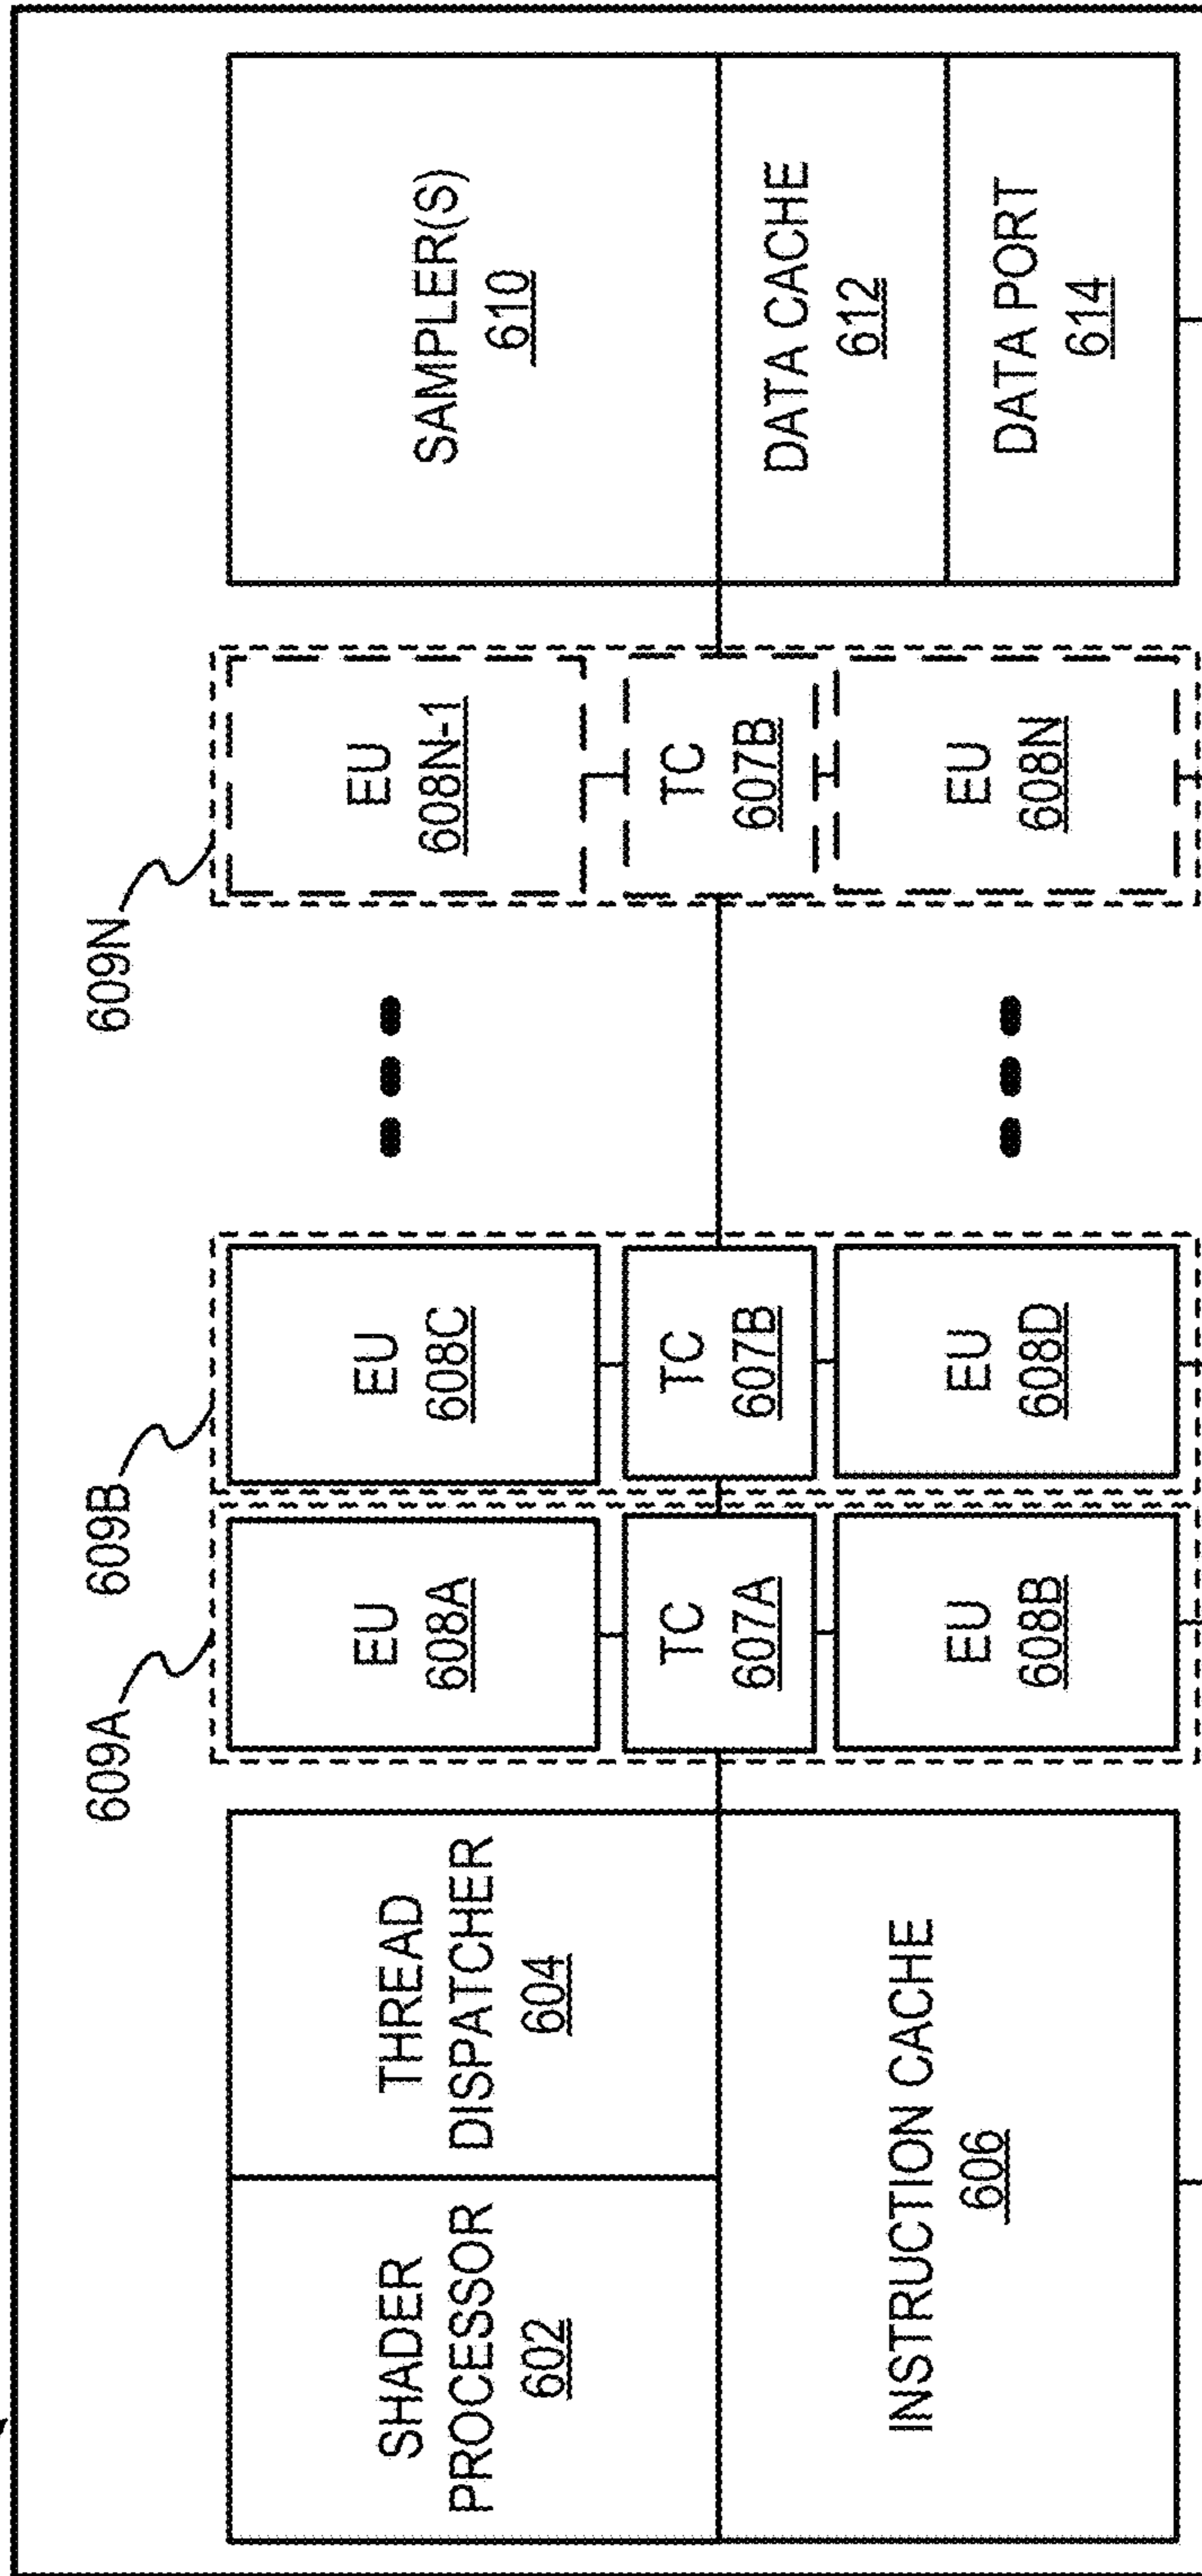 609A
609B
609N
SHADER
PROCESSOR
602
THREAD
DISPATCHER
604
INSTRUCTION CACHE
606
EU
608A
TC
607A
EU
608B
EU
608C
TC
607B
EU
608D
EU
608N-1
TC
607B
EU
608N
SAMPLER(S)
610
DATA CACHE
612
DATA PORT
614